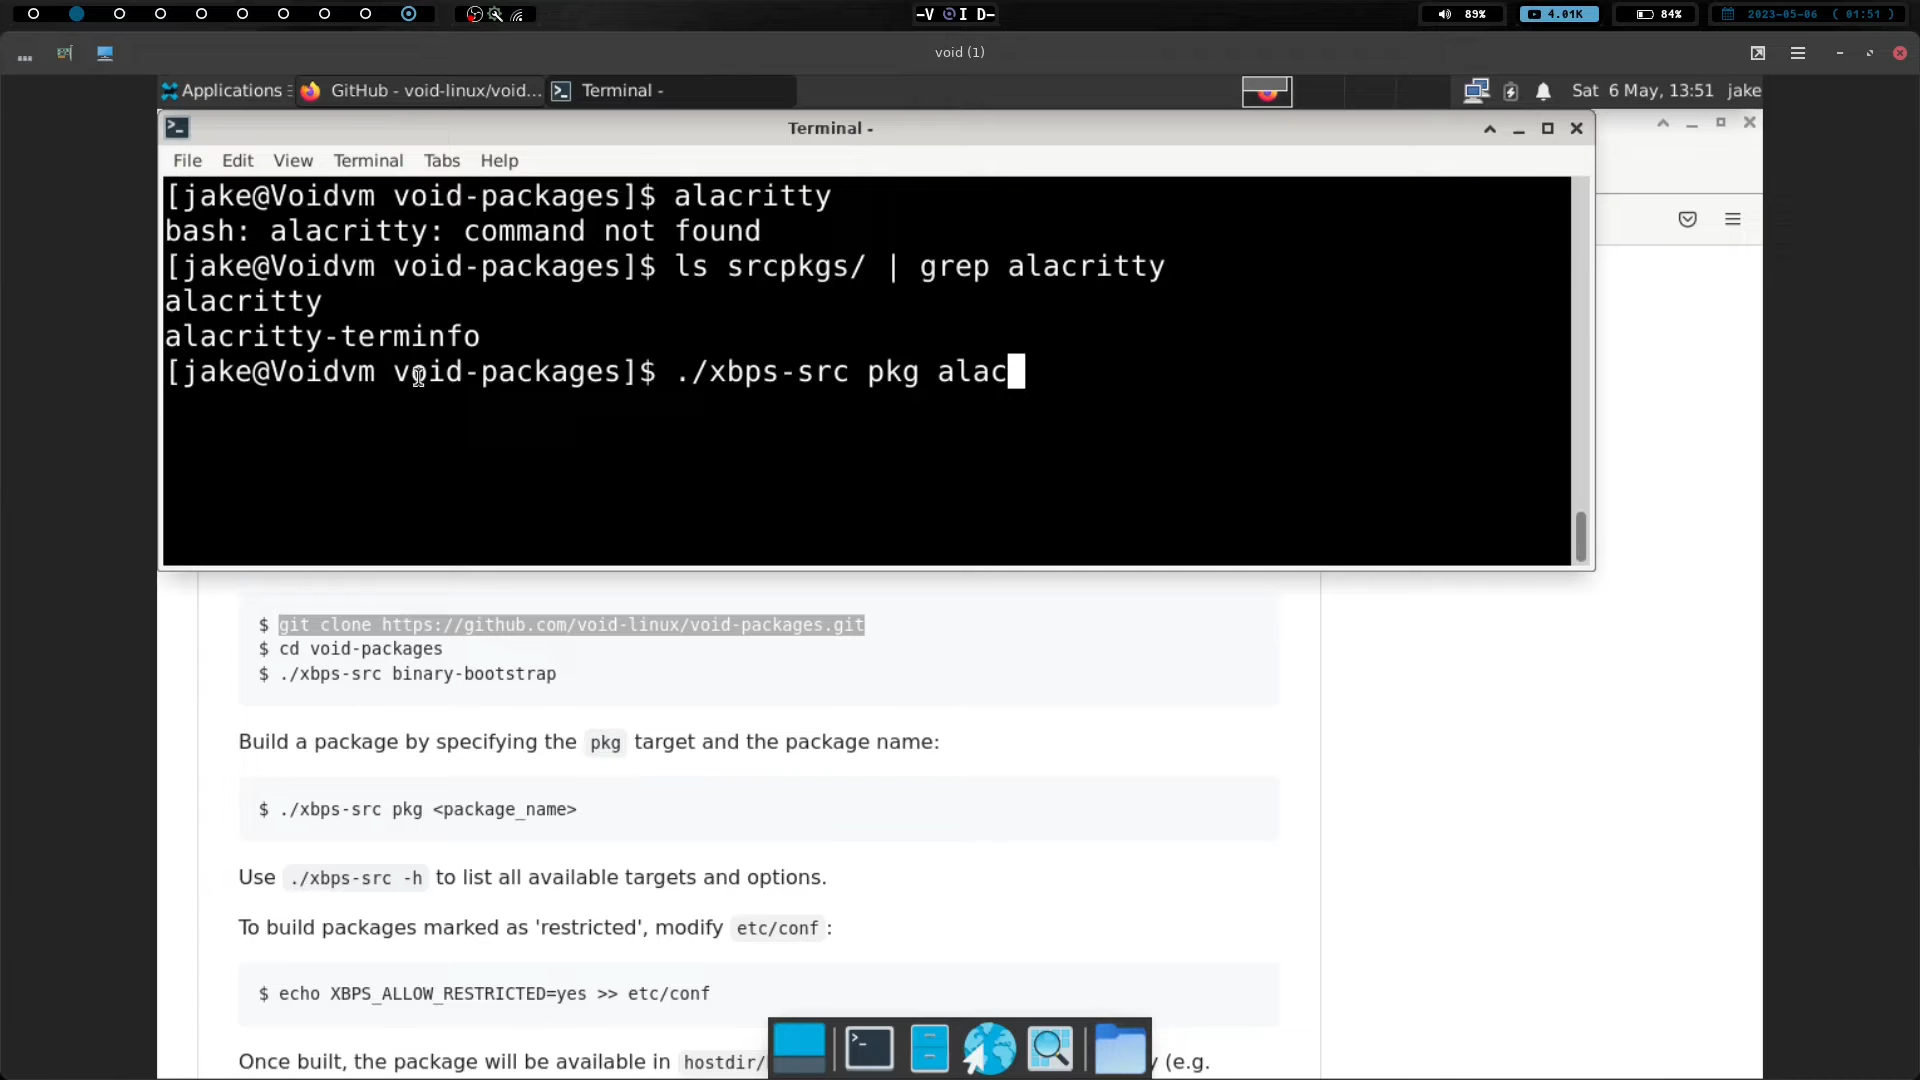 -V I D-
89%
4.01K
84%
2023-05-06 ( 01:51 )
void (1)
Applications
GitHub - void-linux/void...
Terminal -
Sat 6 May, 13:51
jake
Terminal -
File Edit View Terminal Tabs Help
[jake@Voidvm void-packages]$ alacritty
bash: alacritty: command not found
[jake@Voidvm void-packages]$ ls srcpkgs/ | grep alacritty
alacritty
alacritty-terminfo
[jake@Voidvm void-packages]$ ./xbps-src pkg alac
$ git clone https://github.com/void-linux/void-packages.git
$ cd void-packages
$ ./xbps-src binary-bootstrap
Build a package by specifying the pkg target and the package name:
$ ./xbps-src pkg <package_name>
Use ./xbps-src -h to list all available targets and options.
To build packages marked as 'restricted', modify etc/conf:
$ echo XBPS_ALLOW_RESTRICTED=yes >> etc/conf
Once built, the package will be available in hostdir/ y (e.g.